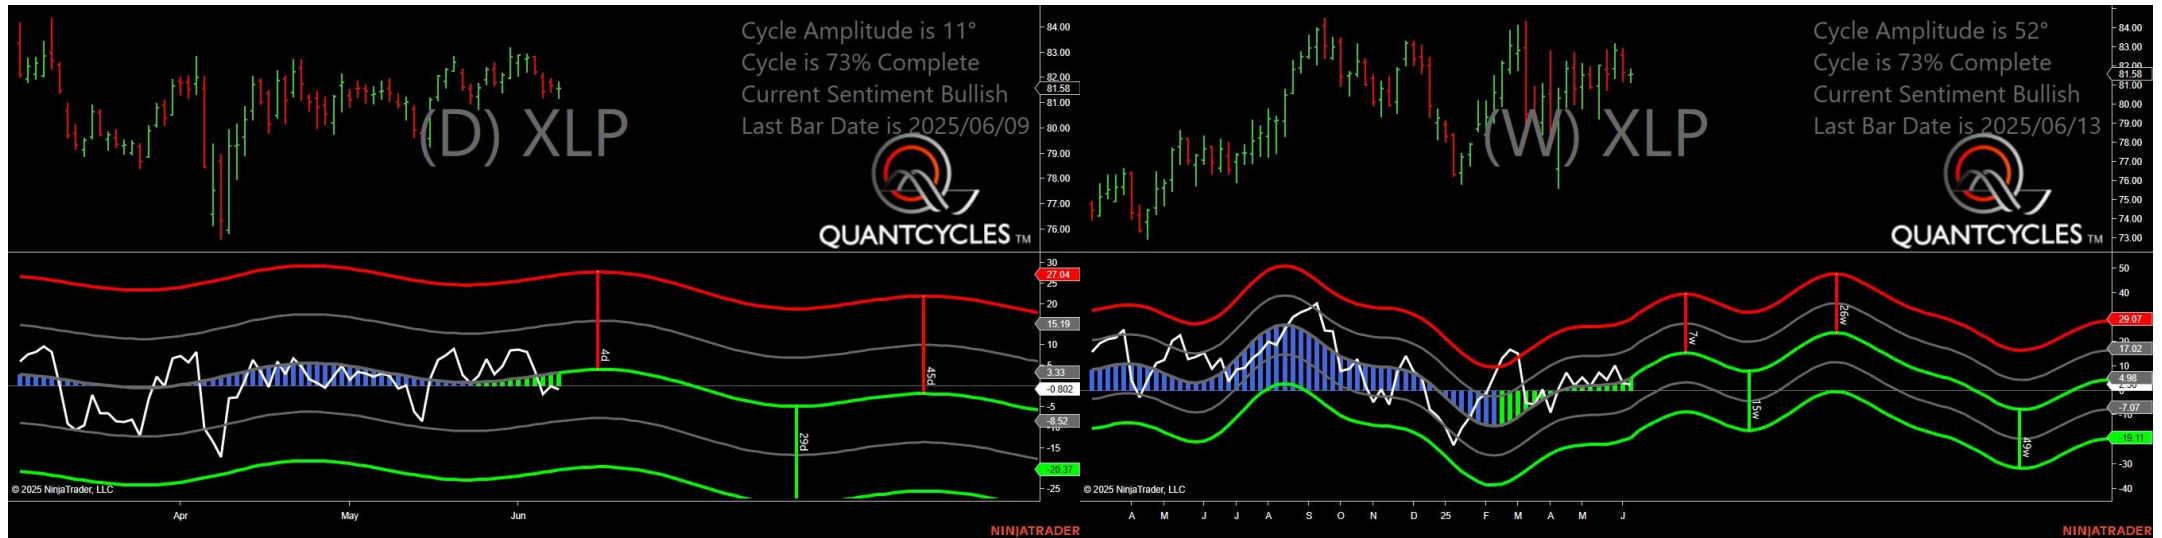 Cycle Amplitude is 11°
Cycle is 73% Complete
Current Sentiment Bullish
Last Bar Date is 2025/06/09
(D) XLP
QUANTCYCLES TM
84.00
83.00
82.00
81.58
81.00
80.00
79.00
78.00
77.00
76.00
30
27.04
25
20
15.19
10
5
3.33
-0.802
-5
-8.52
-15
-20.37
-25
4d
29d
45d
© 2025 NinjaTrader, LLC
Apr May Jun
NINJATRADER
Cycle Amplitude is 52°
Cycle is 73% Complete
Current Sentiment Bullish
Last Bar Date is 2025/06/13
(W) XLP
QUANTCYCLES TM
84.00
83.00
81.58
81.00
80.00
79.00
78.00
77.00
76.00
75.00
74.00
73.00
50
40
29.07
17.02
10
4.98
-7.07
-19.11
-30
-40
7w
15w
26w
49w
© 2025 NinjaTrader, LLC
A M J J A S O N D 25 F M A M J
NINJATRADER